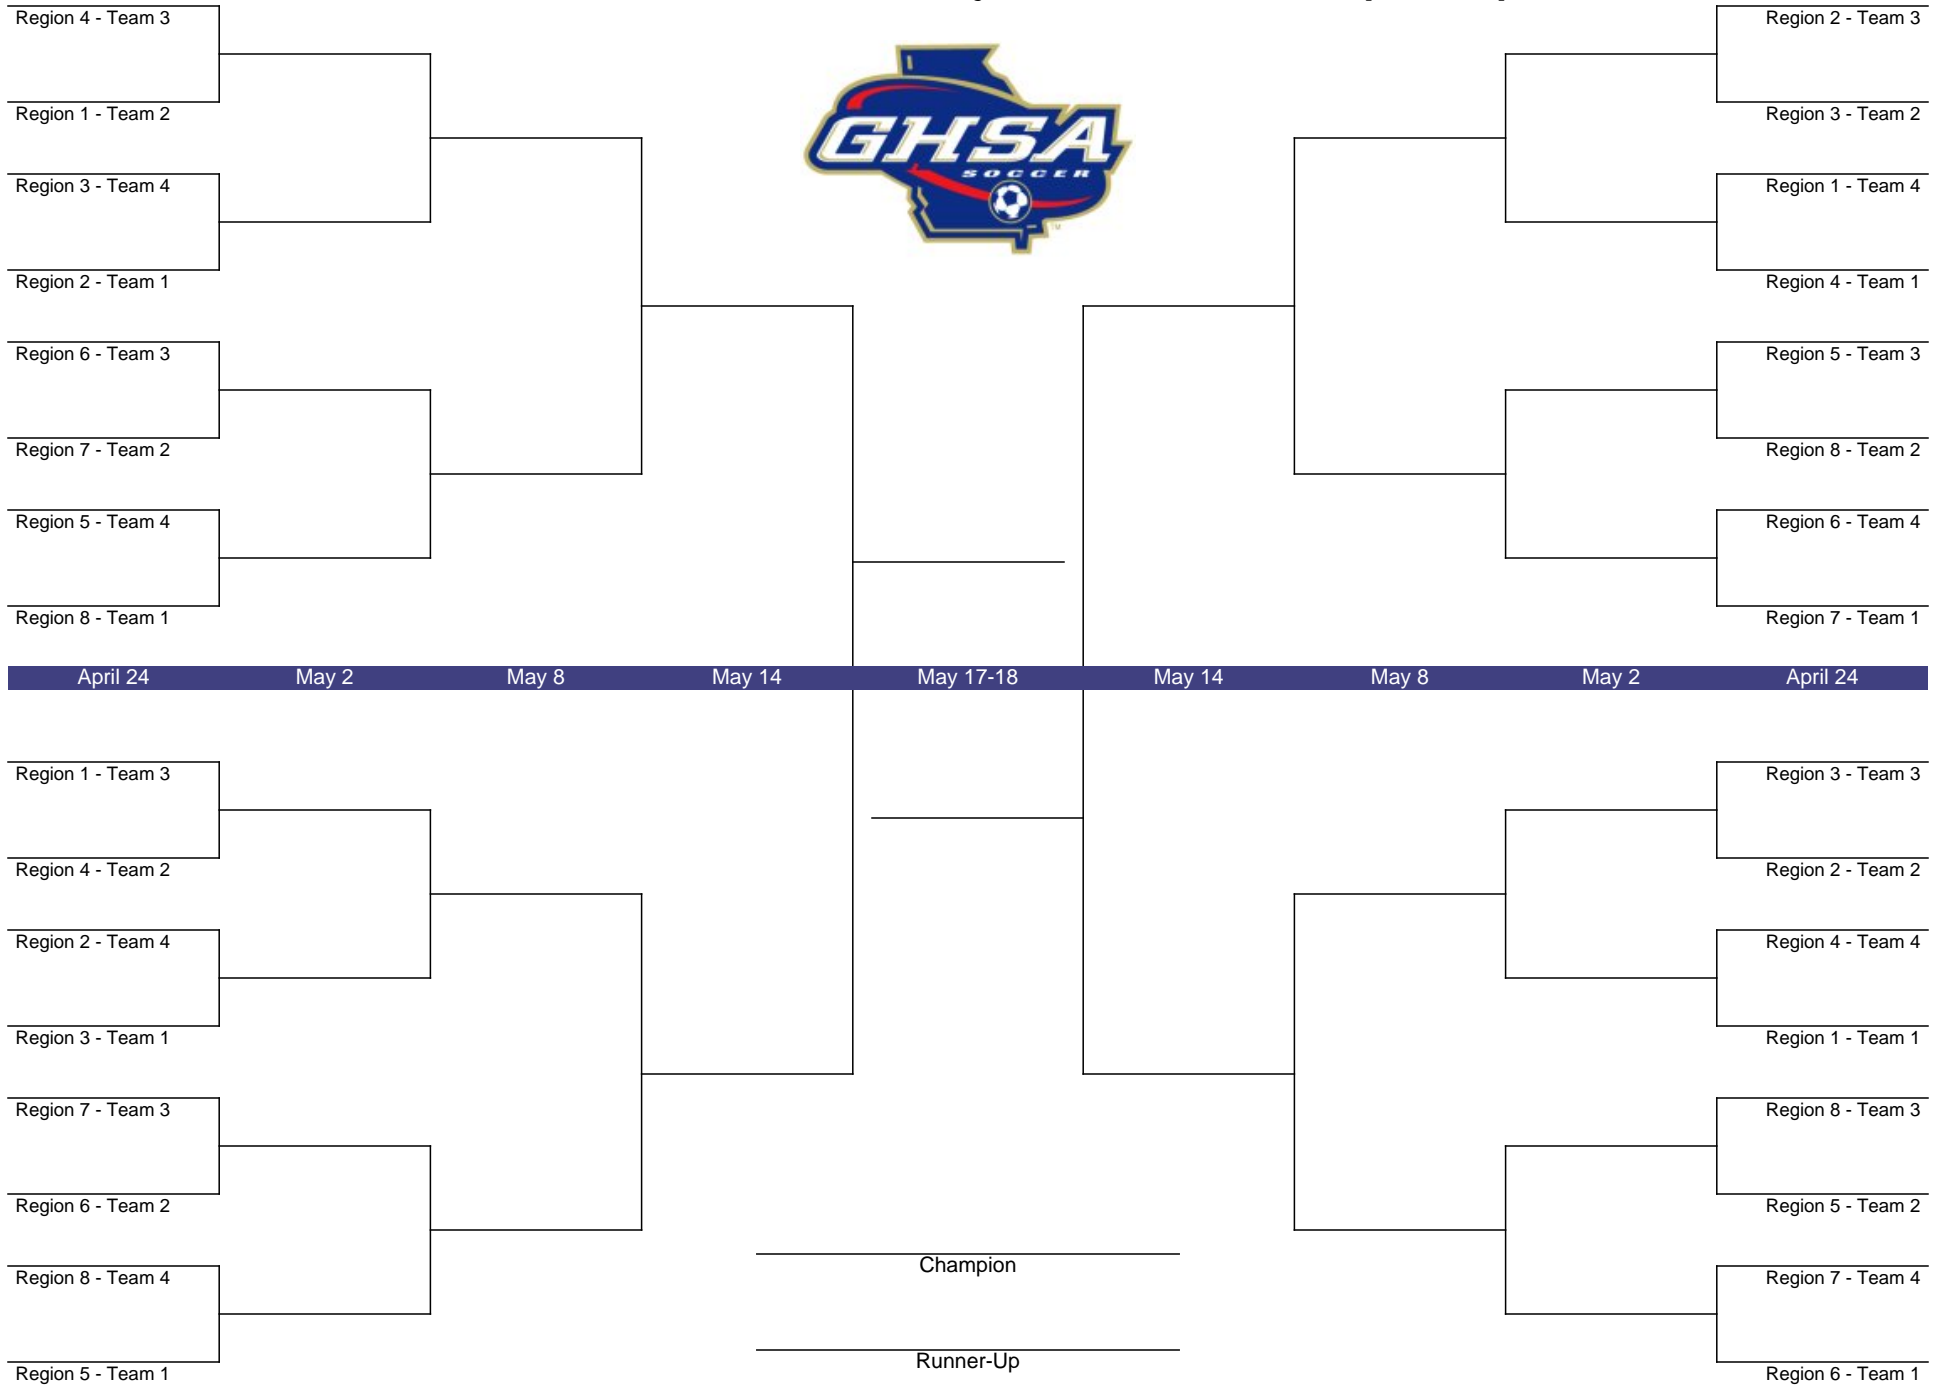 Region 4 - Team 3
Region 1 - Team 2
Region 3 - Team 4
Region 2 - Team 1
Region 6 - Team 3
Region 7 - Team 2
Region 5 - Team 4
Region 8 - Team 1
GHSA
SOCCER
TM
Region 2 - Team 3
Region 3 - Team 2
Region 1 - Team 4
Region 4 - Team 1
Region 5 - Team 3
Region 8 - Team 2
Region 6 - Team 4
Region 7 - Team 1
April 24 May 2 May 8 May 14 May 17-18 May 14 May 8 May 2 April 24
Region 1 - Team 3
Region 4 - Team 2
Region 2 - Team 4
Region 3 - Team 1
Region 7 - Team 3
Region 6 - Team 2
Region 8 - Team 4
Region 5 - Team 1
Champion
Runner-Up
Region 3 - Team 3
Region 2 - Team 2
Region 4 - Team 4
Region 1 - Team 1
Region 8 - Team 3
Region 5 - Team 2
Region 7 - Team 4
Region 6 - Team 1